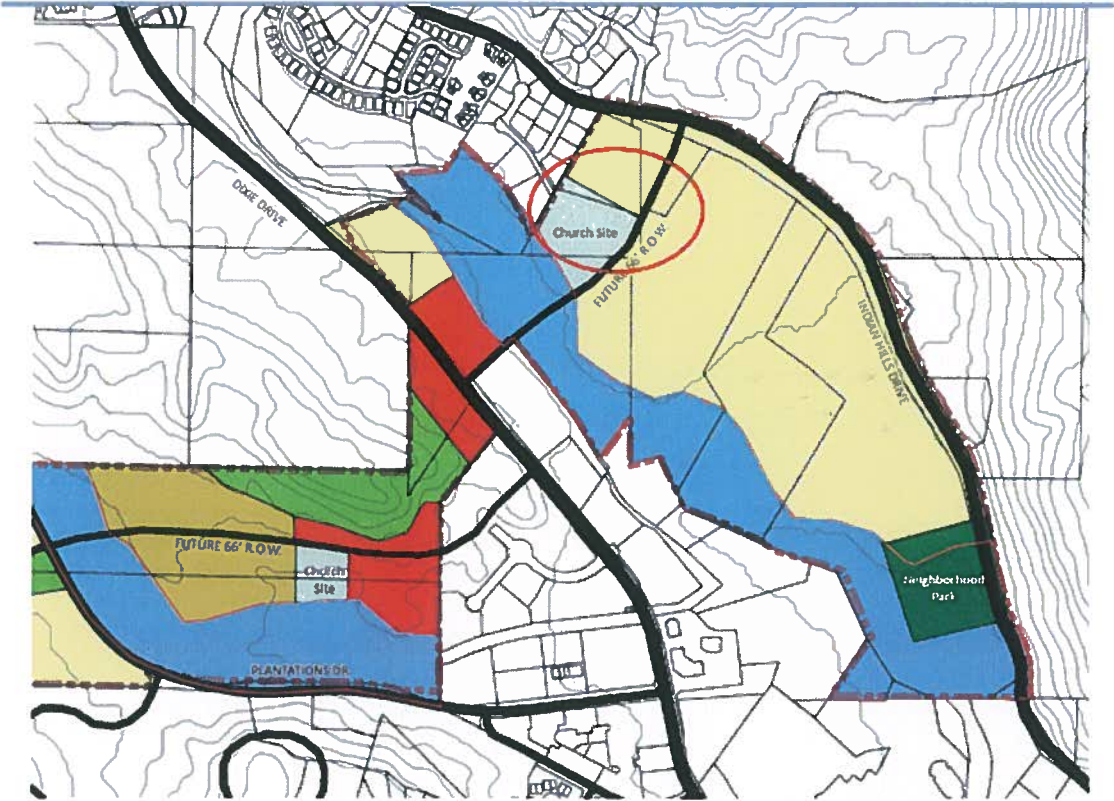 DIXIE DRIVE
Church Site
FUTURE 66' R.O.W.
INDIAN HILLS DRIVE
FUTURE 66' R.O.W.
Church
Site
Neighborhood
Park
PLANTATIONS DR.